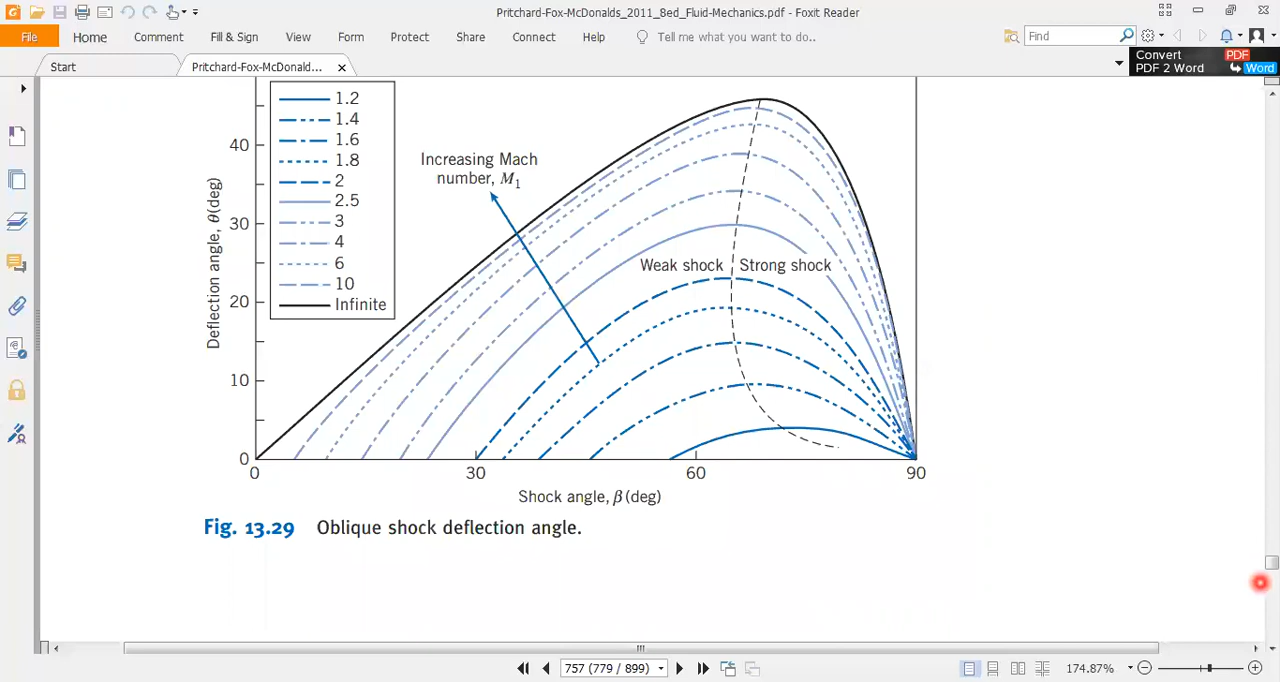 Pritchard-Fox-McDonalds_2011_8ed_Fluid-Mechanics.pdf - Foxit Reader
File Home Comment Fill & Sign View Form Protect Share Connect Help Tell me what you want to do.. Find
Convert PDF
PDF 2 Word Word
Start Pritchard-Fox-McDonald...
1.2
1.4
1.6
1.8
2
2.5
3
4
6
10
Infinite
Increasing Mach
number, M₁
Weak shock Strong shock
Deflection angle, θ (deg)
40
30
20
10
0
0 30 60 90
Shock angle, β (deg)
Fig. 13.29 Oblique shock deflection angle.
757 (779 / 899) 174.87%